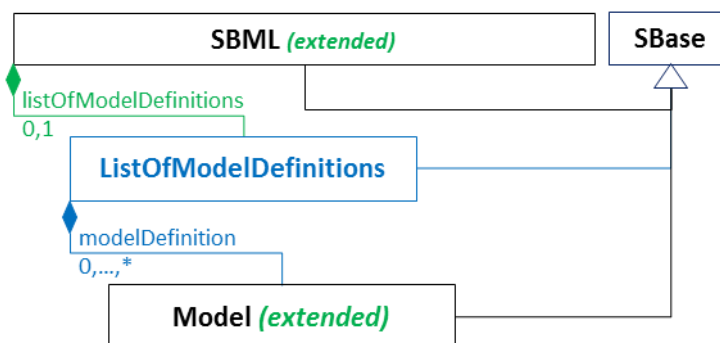 SBML (extended)
SBase
listOfModelDefinitions
0,1
ListOfModelDefinitions
modelDefinition
0,...,*
Model (extended)